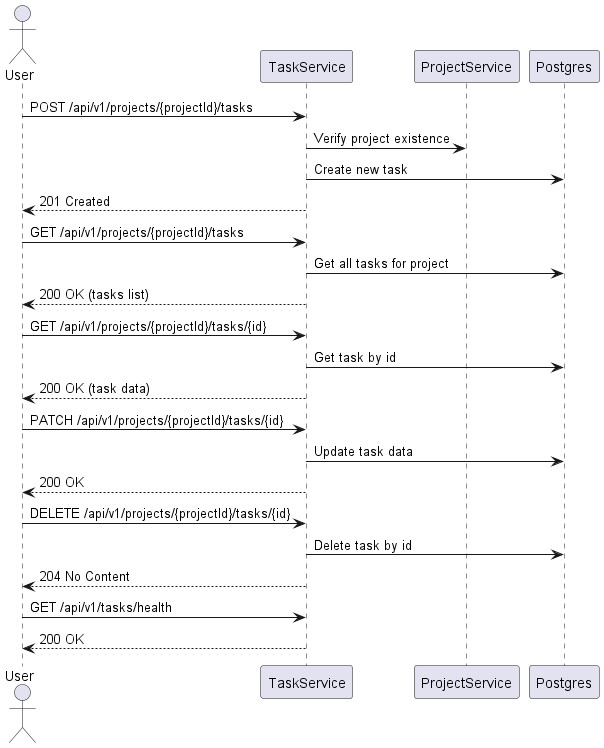 User
TaskService
ProjectService
Postgres
POST /api/v1/projects/{projectId}/tasks
Verify project existence
Create new task
201 Created
GET /api/v1/projects/{projectId}/tasks
Get all tasks for project
200 OK (tasks list)
GET /api/v1/projects/{projectId}/tasks/{id}
Get task by id
200 OK (task data)
PATCH /api/v1/projects/{projectId}/tasks/{id}
Update task data
200 OK
DELETE /api/v1/projects/{projectId}/tasks/{id}
Delete task by id
204 No Content
GET /api/v1/tasks/health
200 OK
User
TaskService
ProjectService
Postgres